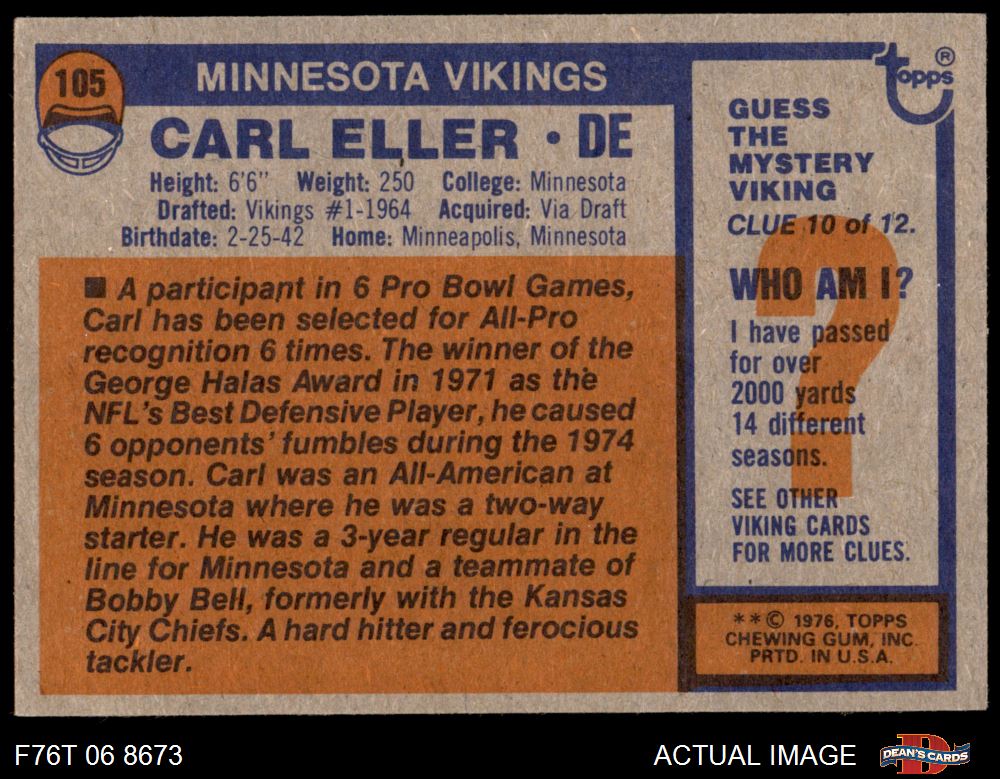 105
MINNESOTA VIKINGS
CARL ELLER • DE
Height: 6'6" Weight: 250 College: Minnesota
Drafted: Vikings #1-1964 Acquired: Via Draft
Birthdate: 2-25-42 Home: Minneapolis, Minnesota
■ A participant in 6 Pro Bowl Games,
Carl has been selected for All-Pro
recognition 6 times. The winner of the
George Halas Award in 1971 as the
NFL's Best Defensive Player, he caused
6 opponents' fumbles during the 1974
season. Carl was an All-American at
Minnesota where he was a two-way
starter. He was a 3-year regular in the
line for Minnesota and a teammate of
Bobby Bell, formerly with the Kansas
City Chiefs. A hard hitter and ferocious
tackler.
topps ®
GUESS
THE
MYSTERY
VIKING
CLUE 10 of 12.
?
WHO AM I?
I have passed
for over
2000 yards
14 different
seasons.
SEE OTHER
VIKING CARDS
FOR MORE CLUES.
** © 1976, TOPPS
CHEWING GUM, INC.
PRTD. IN U.S.A.
F76T 06 8673
ACTUAL IMAGE
D
DEAN'S CARDS